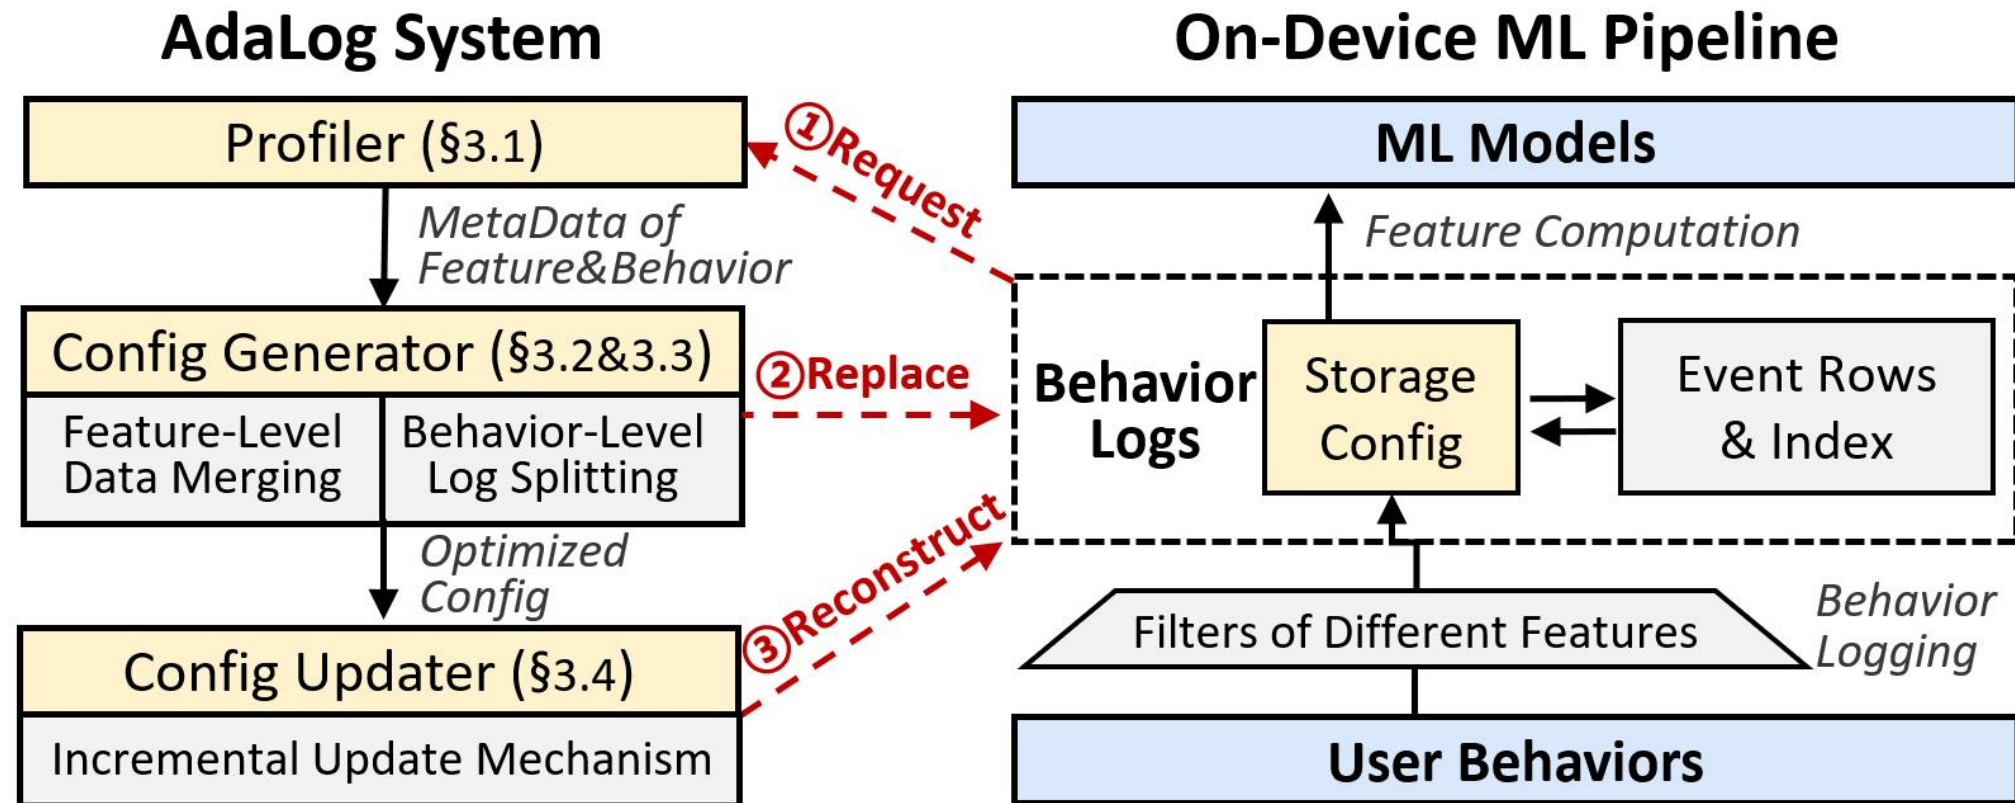 AdaLog System
Profiler (§3.1)
MetaData of
Feature&Behavior
Config Generator (§3.2&3.3)
Feature-Level
Data Merging
Behavior-Level
Log Splitting
Optimized
Config
Config Updater (§3.4)
Incremental Update Mechanism
①Request
②Replace
③Reconstruct
On-Device ML Pipeline
ML Models
Feature Computation
Behavior
Logs
Storage
Config
Event Rows
& Index
Filters of Different Features
Behavior
Logging
User Behaviors